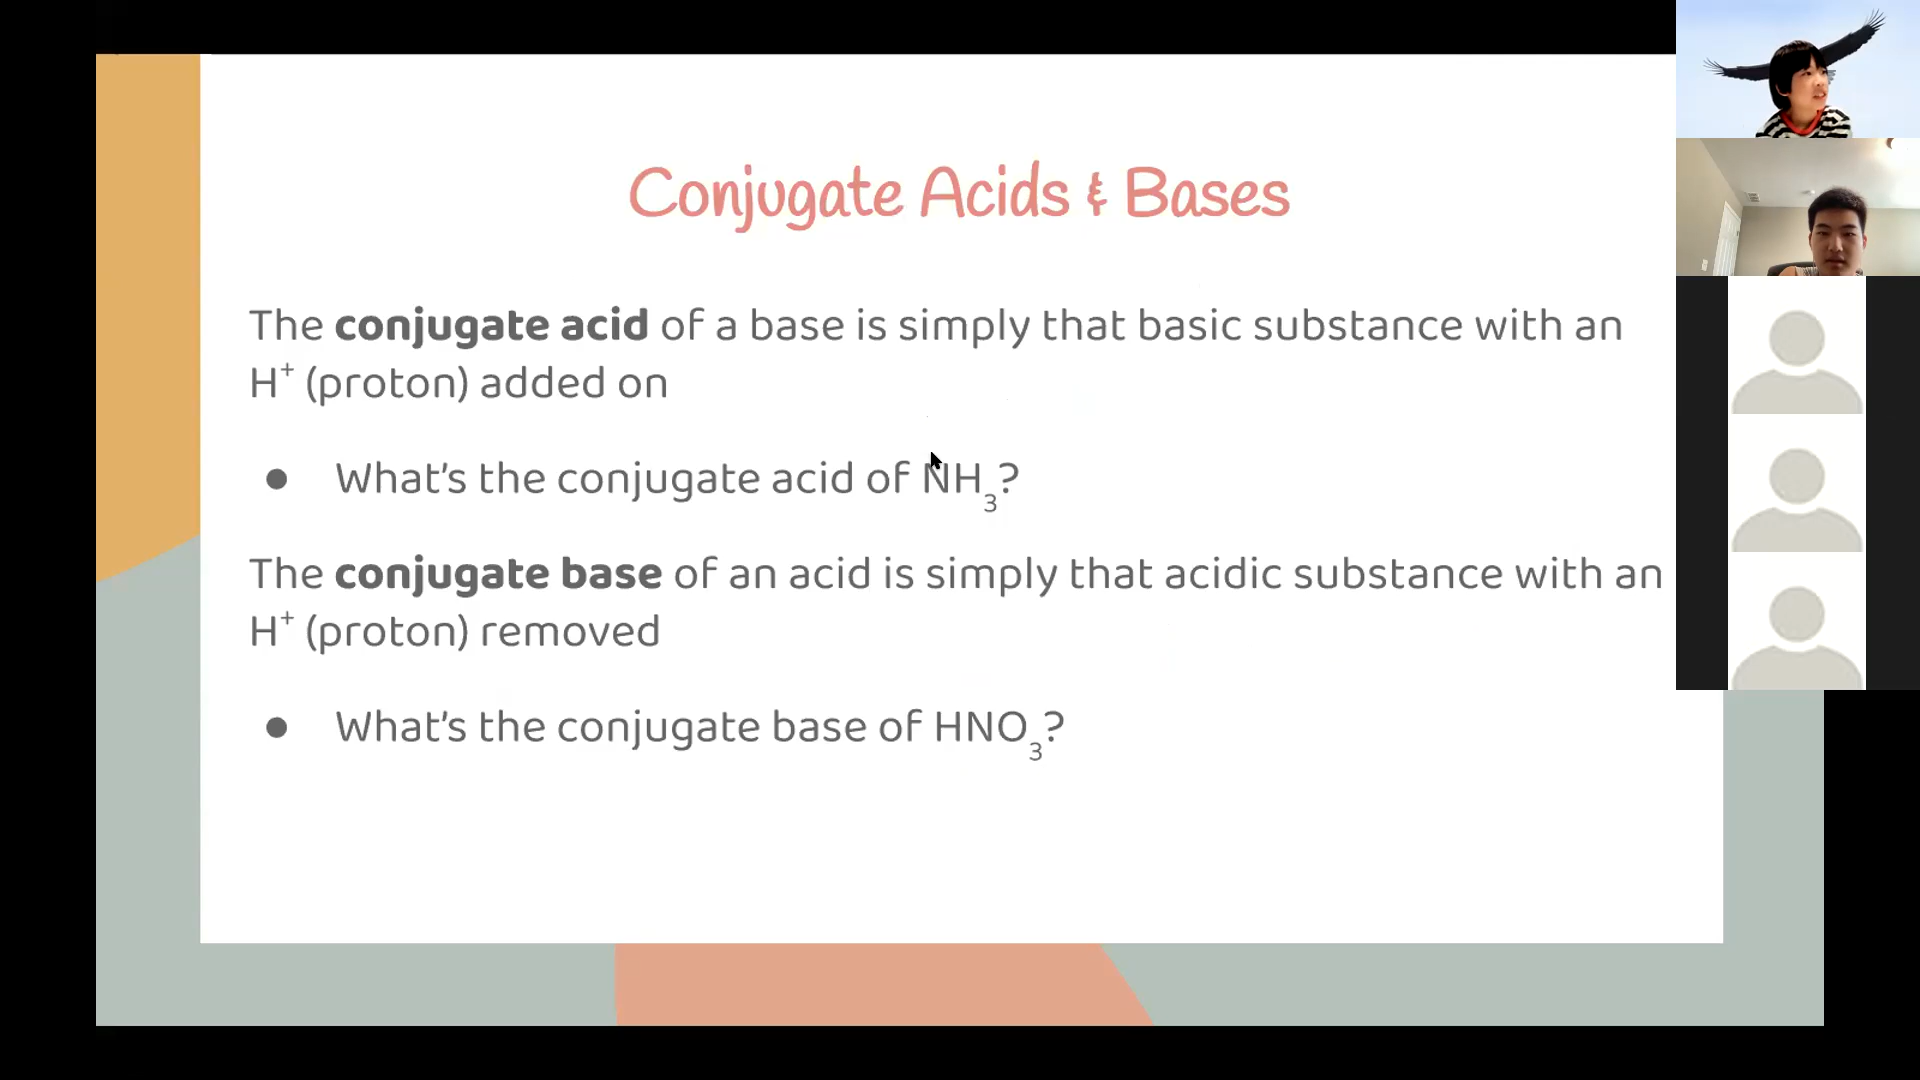 Conjugate Acids & Bases
The conjugate acid of a base is simply that basic substance with an
H⁺ (proton) added on
● What's the conjugate acid of NH₃?
The conjugate base of an acid is simply that acidic substance with an
H⁺ (proton) removed
● What's the conjugate base of HNO₃?